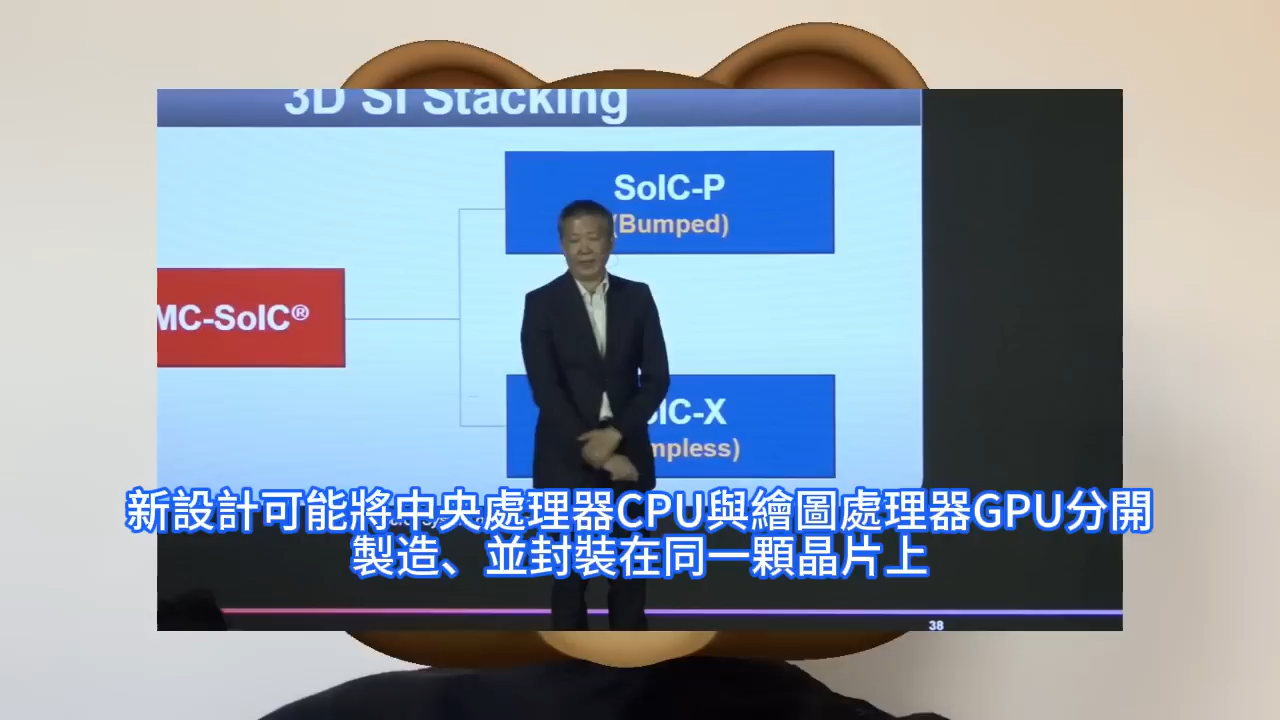 3D Si Stacking
SoIC-P
(Bumped)
MC-SoIC®
IC-X
mpless)
新設計可能將中央處理器CPU與繪圖處理器GPU分開
製造、並封裝在同一顆晶片上
38